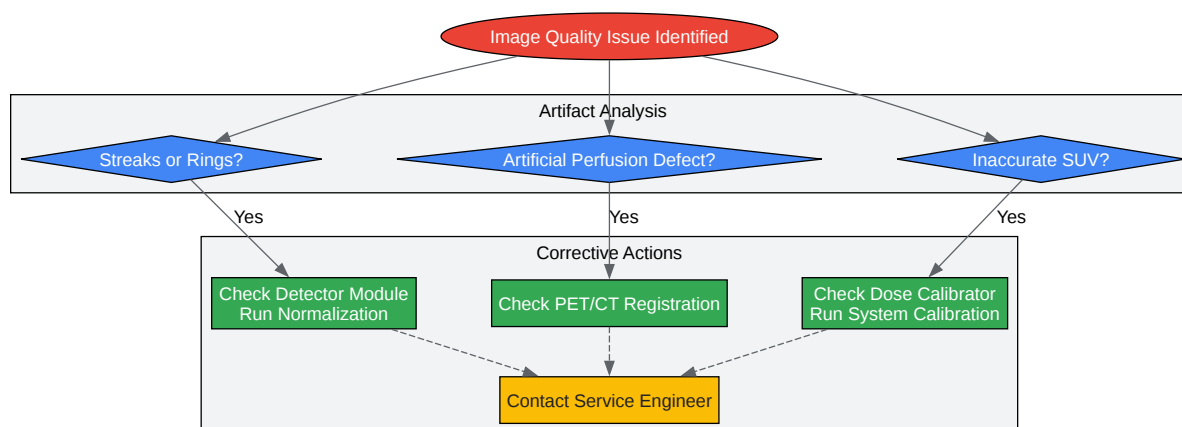 Image Quality Issue Identified
Artifact Analysis
Streaks or Rings?
Artificial Perfusion Defect?
Inaccurate SUV?
Yes
Yes
Yes
Corrective Actions
Check Detector Module
Run Normalization
Check PET/CT Registration
Check Dose Calibrator
Run System Calibration
Contact Service Engineer